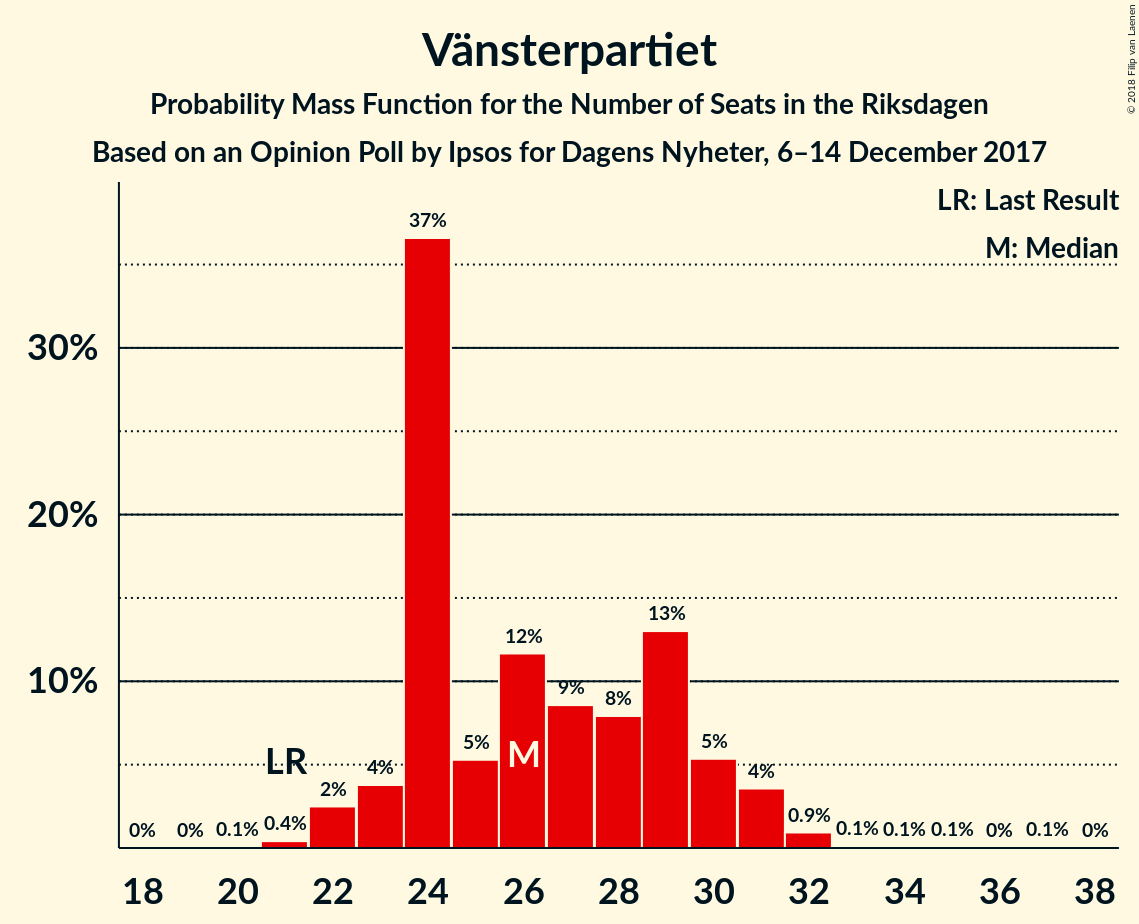 Vänsterpartiet
Probability Mass Function for the Number of Seats in the Riksdagen
Based on an Opinion Poll by Ipsos for Dagens Nyheter, 6–14 December 2017
© 2018 Filip van Laenen
LR: Last Result
M: Median
37%
30%
20%
13%
12%
10%
9%
8%
5%
M
5%
LR
4%
4%
2%
0.9%
0.4%
0% 0% 0.1% 0.1% 0.1% 0.1% 0% 0.1% 0%
18 20 22 24 26 28 30 32 34 36 38